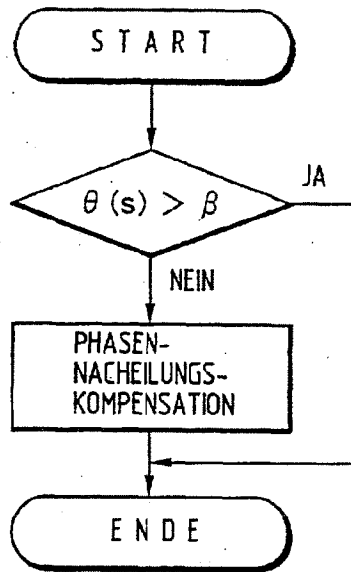 START
θ(s) > β
JA
NEIN
PHASEN-
NACHEILUNGS-
KOMPENSATION
ENDE